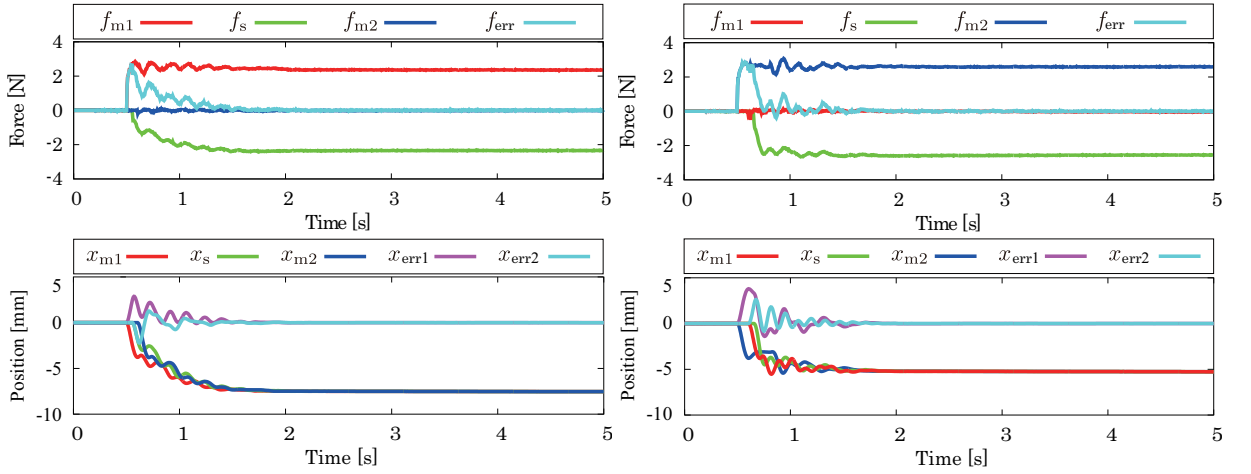 f_m1 f_s f_m2 f_err
Force [N]
4
2
0
-2
-4
0 1 2 3 4 5
Time [s]
x_m1 x_s x_m2 x_err1 x_err2
Position [mm]
5
0
-5
-10
0 1 2 3 4 5
Time [s]
f_m1 f_s f_m2 f_err
Force [N]
4
2
0
-2
-4
0 1 2 3 4 5
Time [s]
x_m1 x_s x_m2 x_err1 x_err2
Position [mm]
5
0
-5
-10
0 1 2 3 4 5
Time [s]